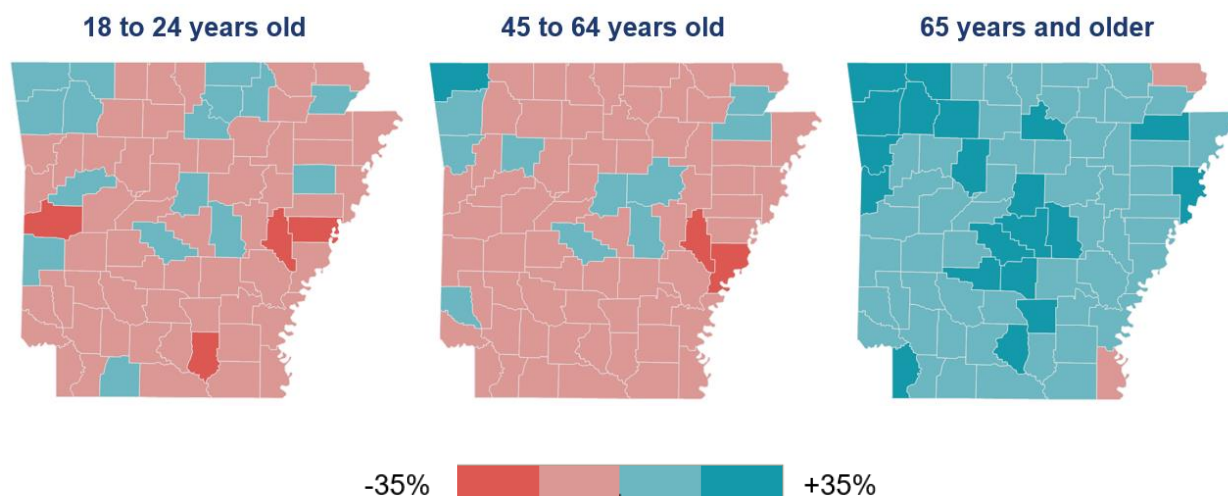 18 to 24 years old
45 to 64 years old
65 years and older
-35%
+35%